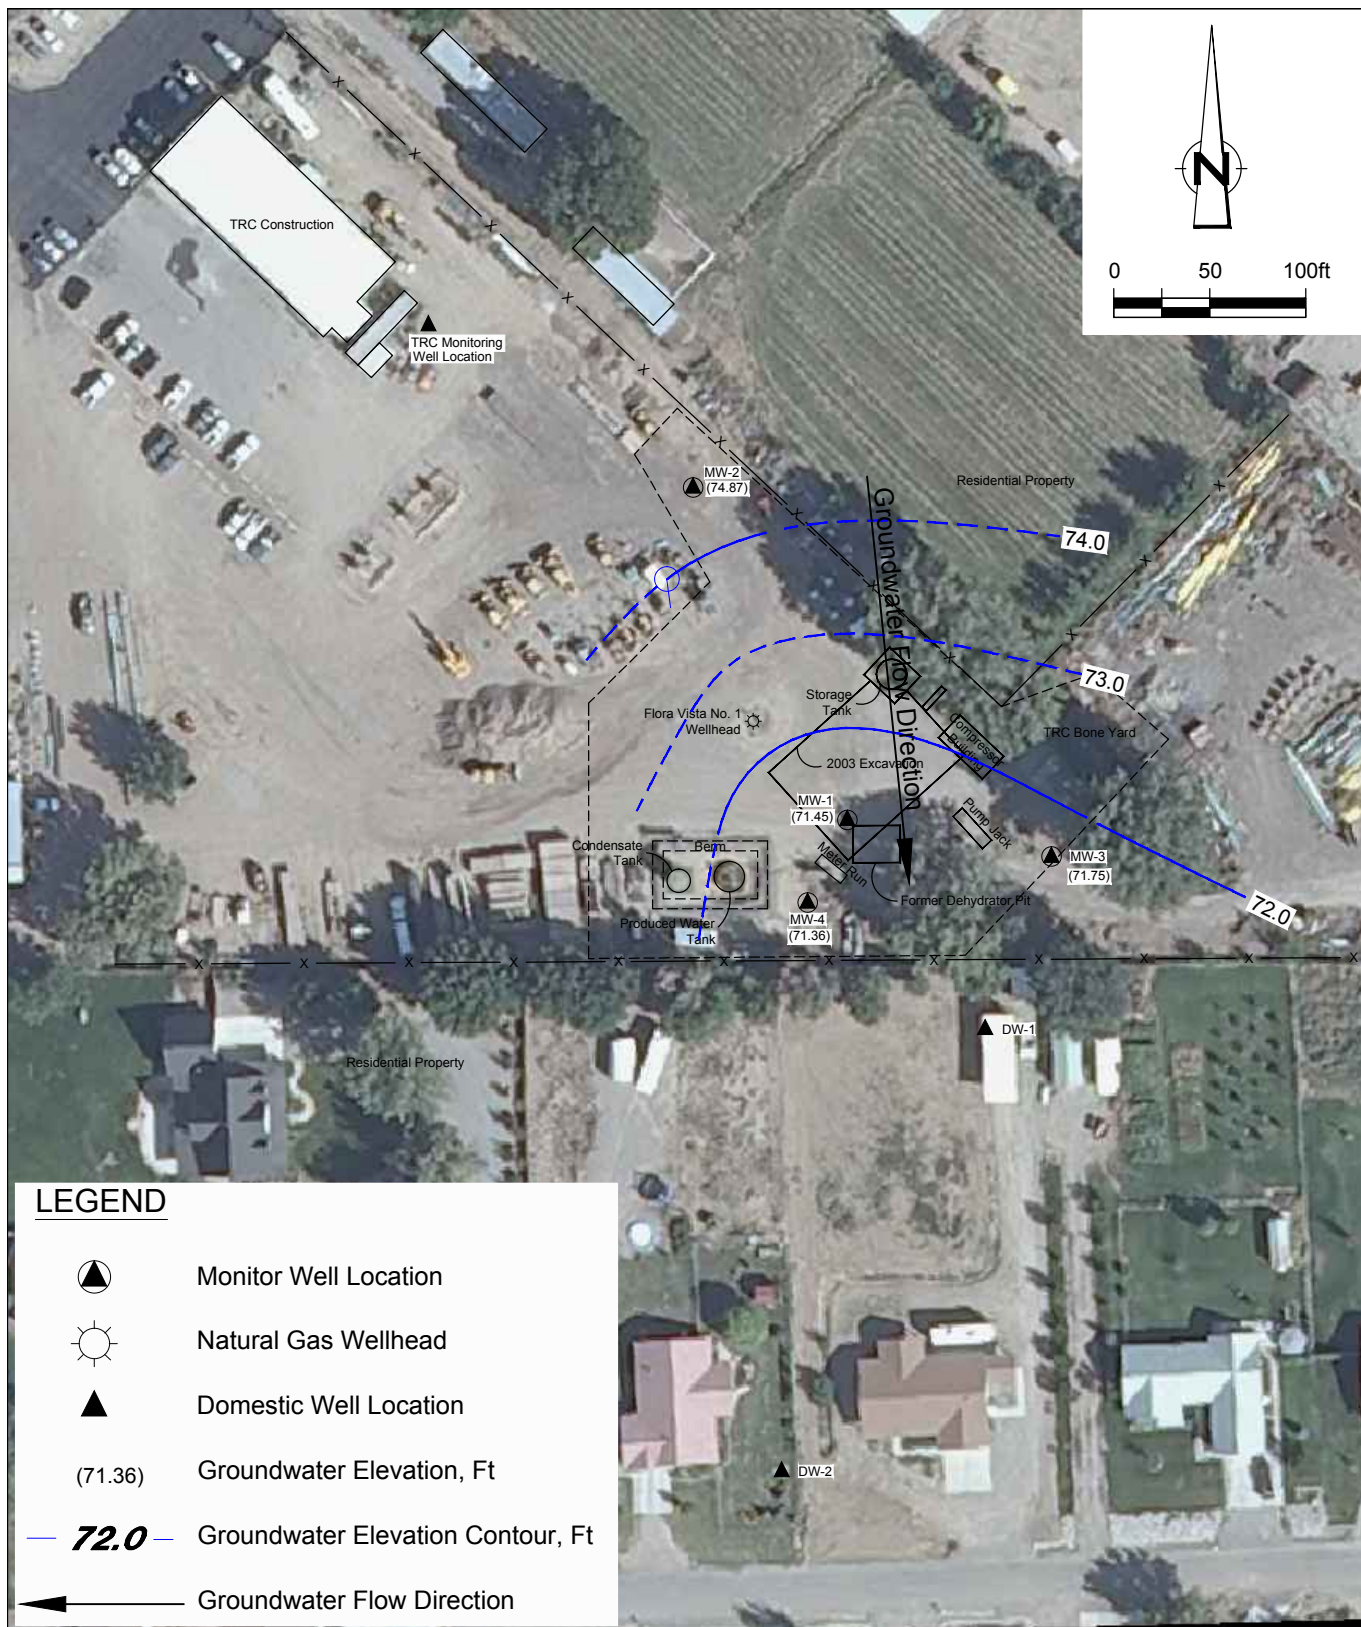 N
0 50 100ft
TRC Construction
TRC Monitoring
Well Location
MW-2
(74.87)
Residential Property
74.0
Groundwater Flow Direction
73.0
Storage
Tank
Flora Vista No. 1
Wellhead
Compressor
Building
TRC Bone Yard
2003 Excavation
MW-1
(71.45)
Pump Jack
Meter Run
MW-3
(71.75)
Condensate
Tank
Berm
Former Dehydrator Pit
72.0
MW-4
(71.36)
Produced Water
Tank
x x x x x x x x x x x x
DW-1
Residential Property
DW-2
LEGEND
Monitor Well Location
Natural Gas Wellhead
Domestic Well Location
(71.36) Groundwater Elevation, Ft
72.0 Groundwater Elevation Contour, Ft
Groundwater Flow Direction